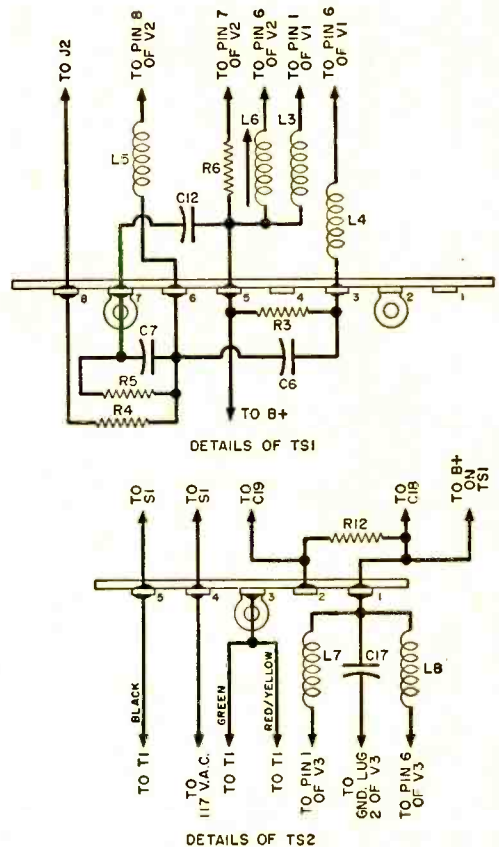 TO J2
TO PIN 8
OF V2
TO PIN 7
OF V2
TO PIN 6
OF V2
TO PIN 1
OF V1
TO PIN 6
OF V1
L5
C12
R6
L6
L3
L4
8
7
6
5
4
3
2
1
C7
R5
R4
R3
C6
TO B+
DETAILS OF TS1
TO
S1
TO
S1
TO
C19
TO
C18
TO B+
ON
TS1
R12
5
4
3
2
1
BLACK
GREEN
RED/YELLOW
L7
C17
L8
TO T1
TO
117 V.A.C.
TO T1
TO T1
TO PIN 1
OF V3
TO
GND. LUG
2 OF V3
TO PIN 6
OF V3
DETAILS OF TS2